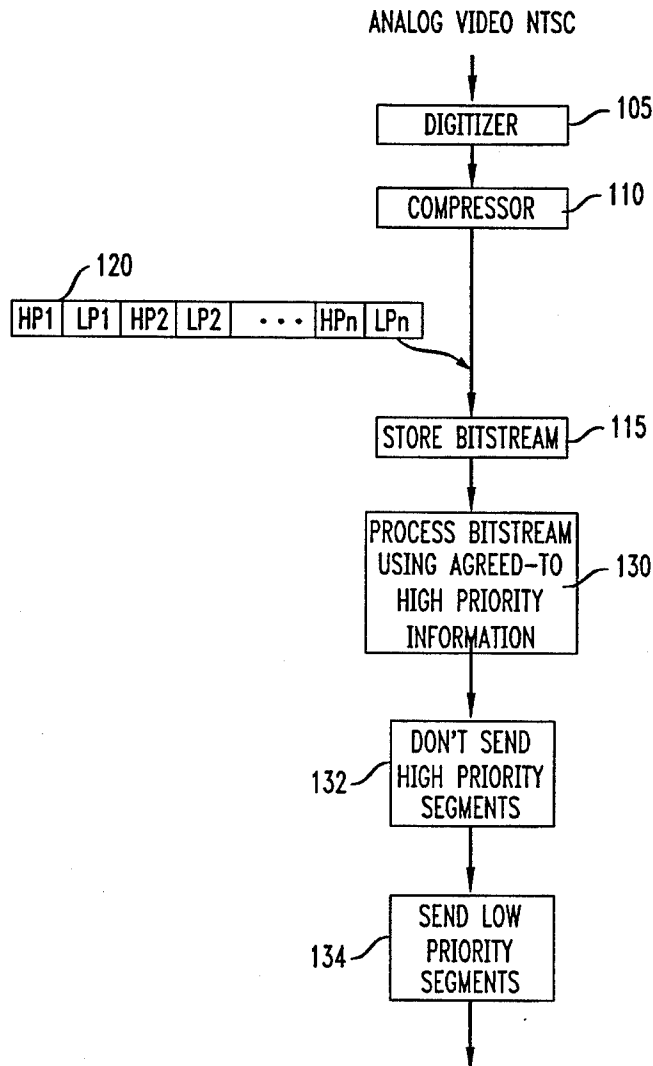 ANALOG VIDEO NTSC
DIGITIZER
105
COMPRESSOR
110
120
HP1 LP1 HP2 LP2 ... HPn LPn
STORE BITSTREAM
115
PROCESS BITSTREAM
USING AGREED-TO
HIGH PRIORITY
INFORMATION
130
DON'T SEND
HIGH PRIORITY
SEGMENTS
132
SEND LOW
PRIORITY
SEGMENTS
134